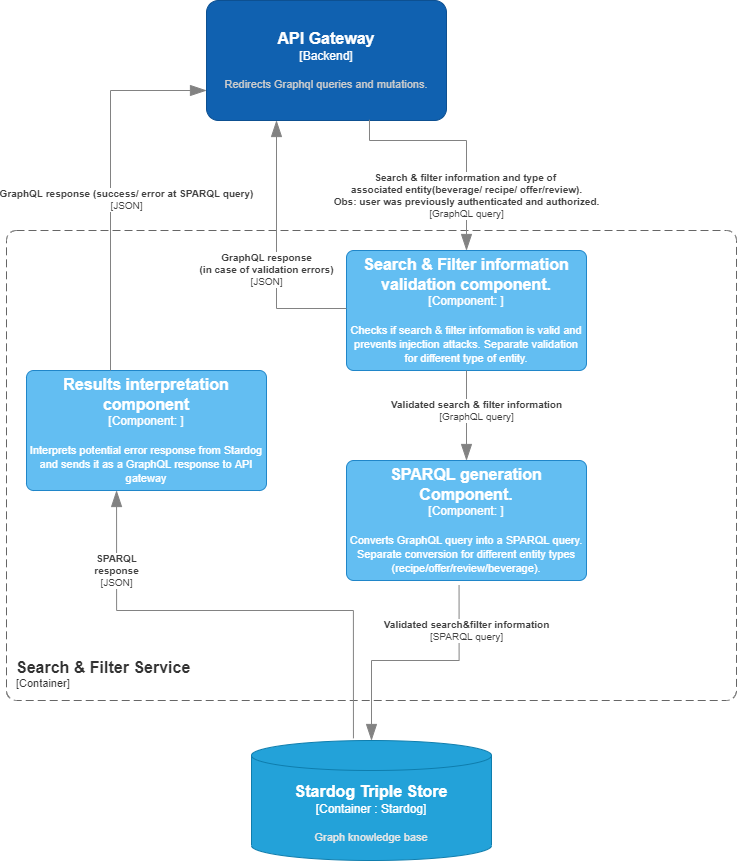 API Gateway
[Backend]
Redirects Graphql queries and mutations.
GraphQL response (success/ error at SPARQL query)
[JSON]
Search & filter information and type of
associated entity(beverage/ recipe/ offer/review).
Obs: user was previously authenticated and authorized.
[GraphQL query]
GraphQL response
(in case of validation errors)
[JSON]
Search & Filter information
validation component.
[Component: ]
Checks if search & filter information is valid and
prevents injection attacks. Separate validation
for different type of entity.
Results interpretation
component
[Component: ]
Interprets potential error response from Stardog
and sends it as a GraphQL response to API
gateway
Validated search & filter information
[GraphQL query]
SPARQL generation
Component.
[Component: ]
Converts GraphQL query into a SPARQL query.
Separate conversion for different entity types
(recipe/offer/review/beverage).
SPARQL
response
[JSON]
Validated search&filter information
[SPARQL query]
Search & Filter Service
[Container]
Stardog Triple Store
[Container : Stardog]
Graph knowledge base